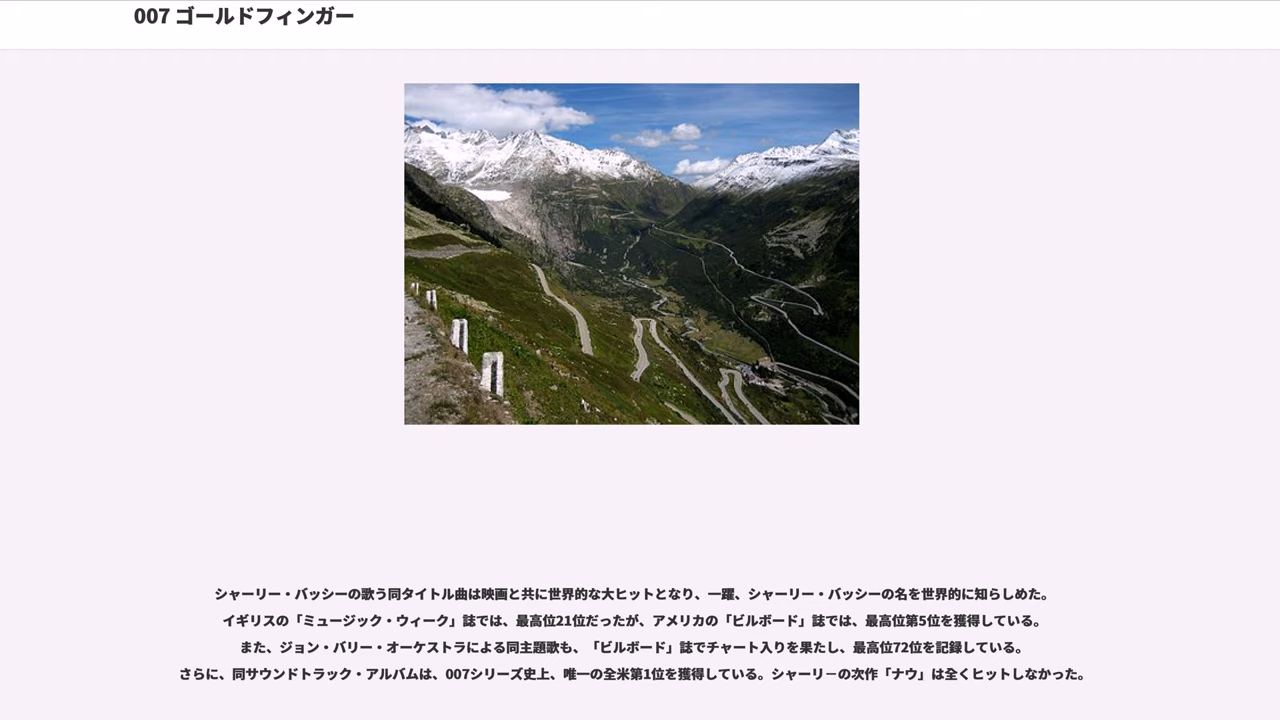 007 ゴールドフィンガー
シャーリー・バッシーの歌う同タイトル曲は映画と共に世界的な大ヒットとなり、一躍、シャーリー・バッシーの名を世界的に知らしめた。
イギリスの「ミュージック・ウィーク」誌では、最高位21位だったが、アメリカの「ビルボード」誌では、最高位第5位を獲得している。
また、ジョン・バリー・オーケストラによる同主題歌も、「ビルボード」誌でチャート入りを果たし、最高位72位を記録している。
さらに、同サウンドトラック・アルバムは、007シリーズ史上、唯一の全米第1位を獲得している。シャーリ－の次作「ナウ」は全くヒットしなかった。